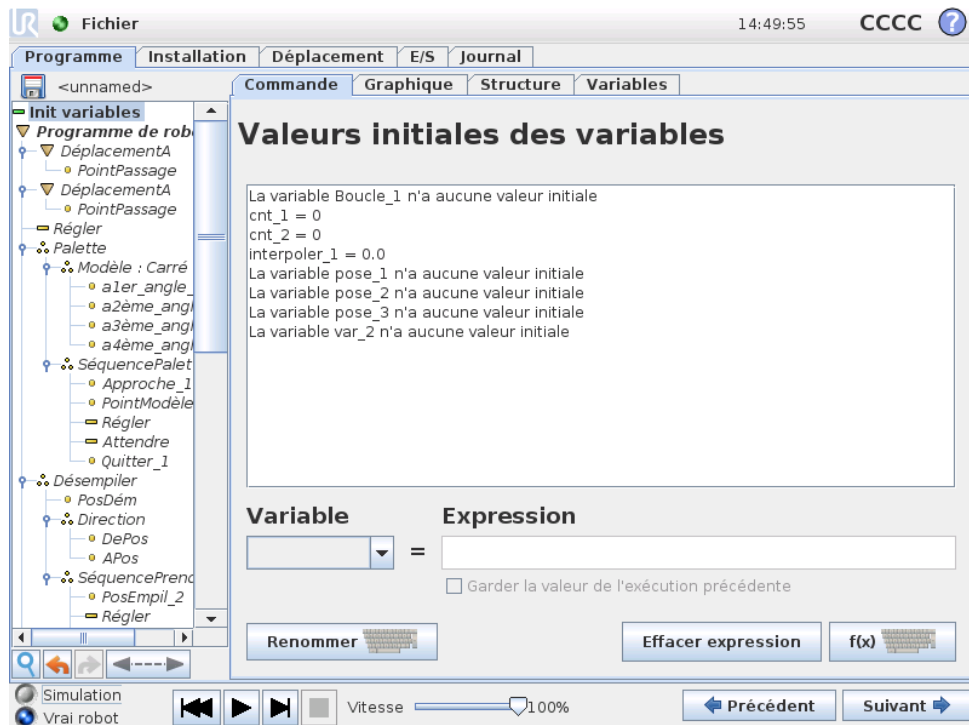 UR Fichier 14:49:55 CCCC ?
Programme Installation Déplacement E/S Journal
<unnamed>
Commande Graphique Structure Variables
Init variables
Programme de rob
DéplacementA
PointPassage
DéplacementA
PointPassage
Régler
Palette
Modèle : Carré
a1er_angle_
a2ème_angl
a3ème_angl
a4ème_angl
SéquencePalet
Approche_1
PointModèle
Régler
Attendre
Quitter_1
Désempiler
PosDém
Direction
DePos
APos
SéquencePrend
PosEmpil_2
Régler
Valeurs initiales des variables
La variable Boucle_1 n'a aucune valeur initiale
cnt_1 = 0
cnt_2 = 0
interpoler_1 = 0.0
La variable pose_1 n'a aucune valeur initiale
La variable pose_2 n'a aucune valeur initiale
La variable pose_3 n'a aucune valeur initiale
La variable var_2 n'a aucune valeur initiale
Variable Expression
=
Garder la valeur de l'exécution précédente
Renommer Effacer expression f(x)
Simulation
Vrai robot
Vitesse 100%
Précédent Suivant